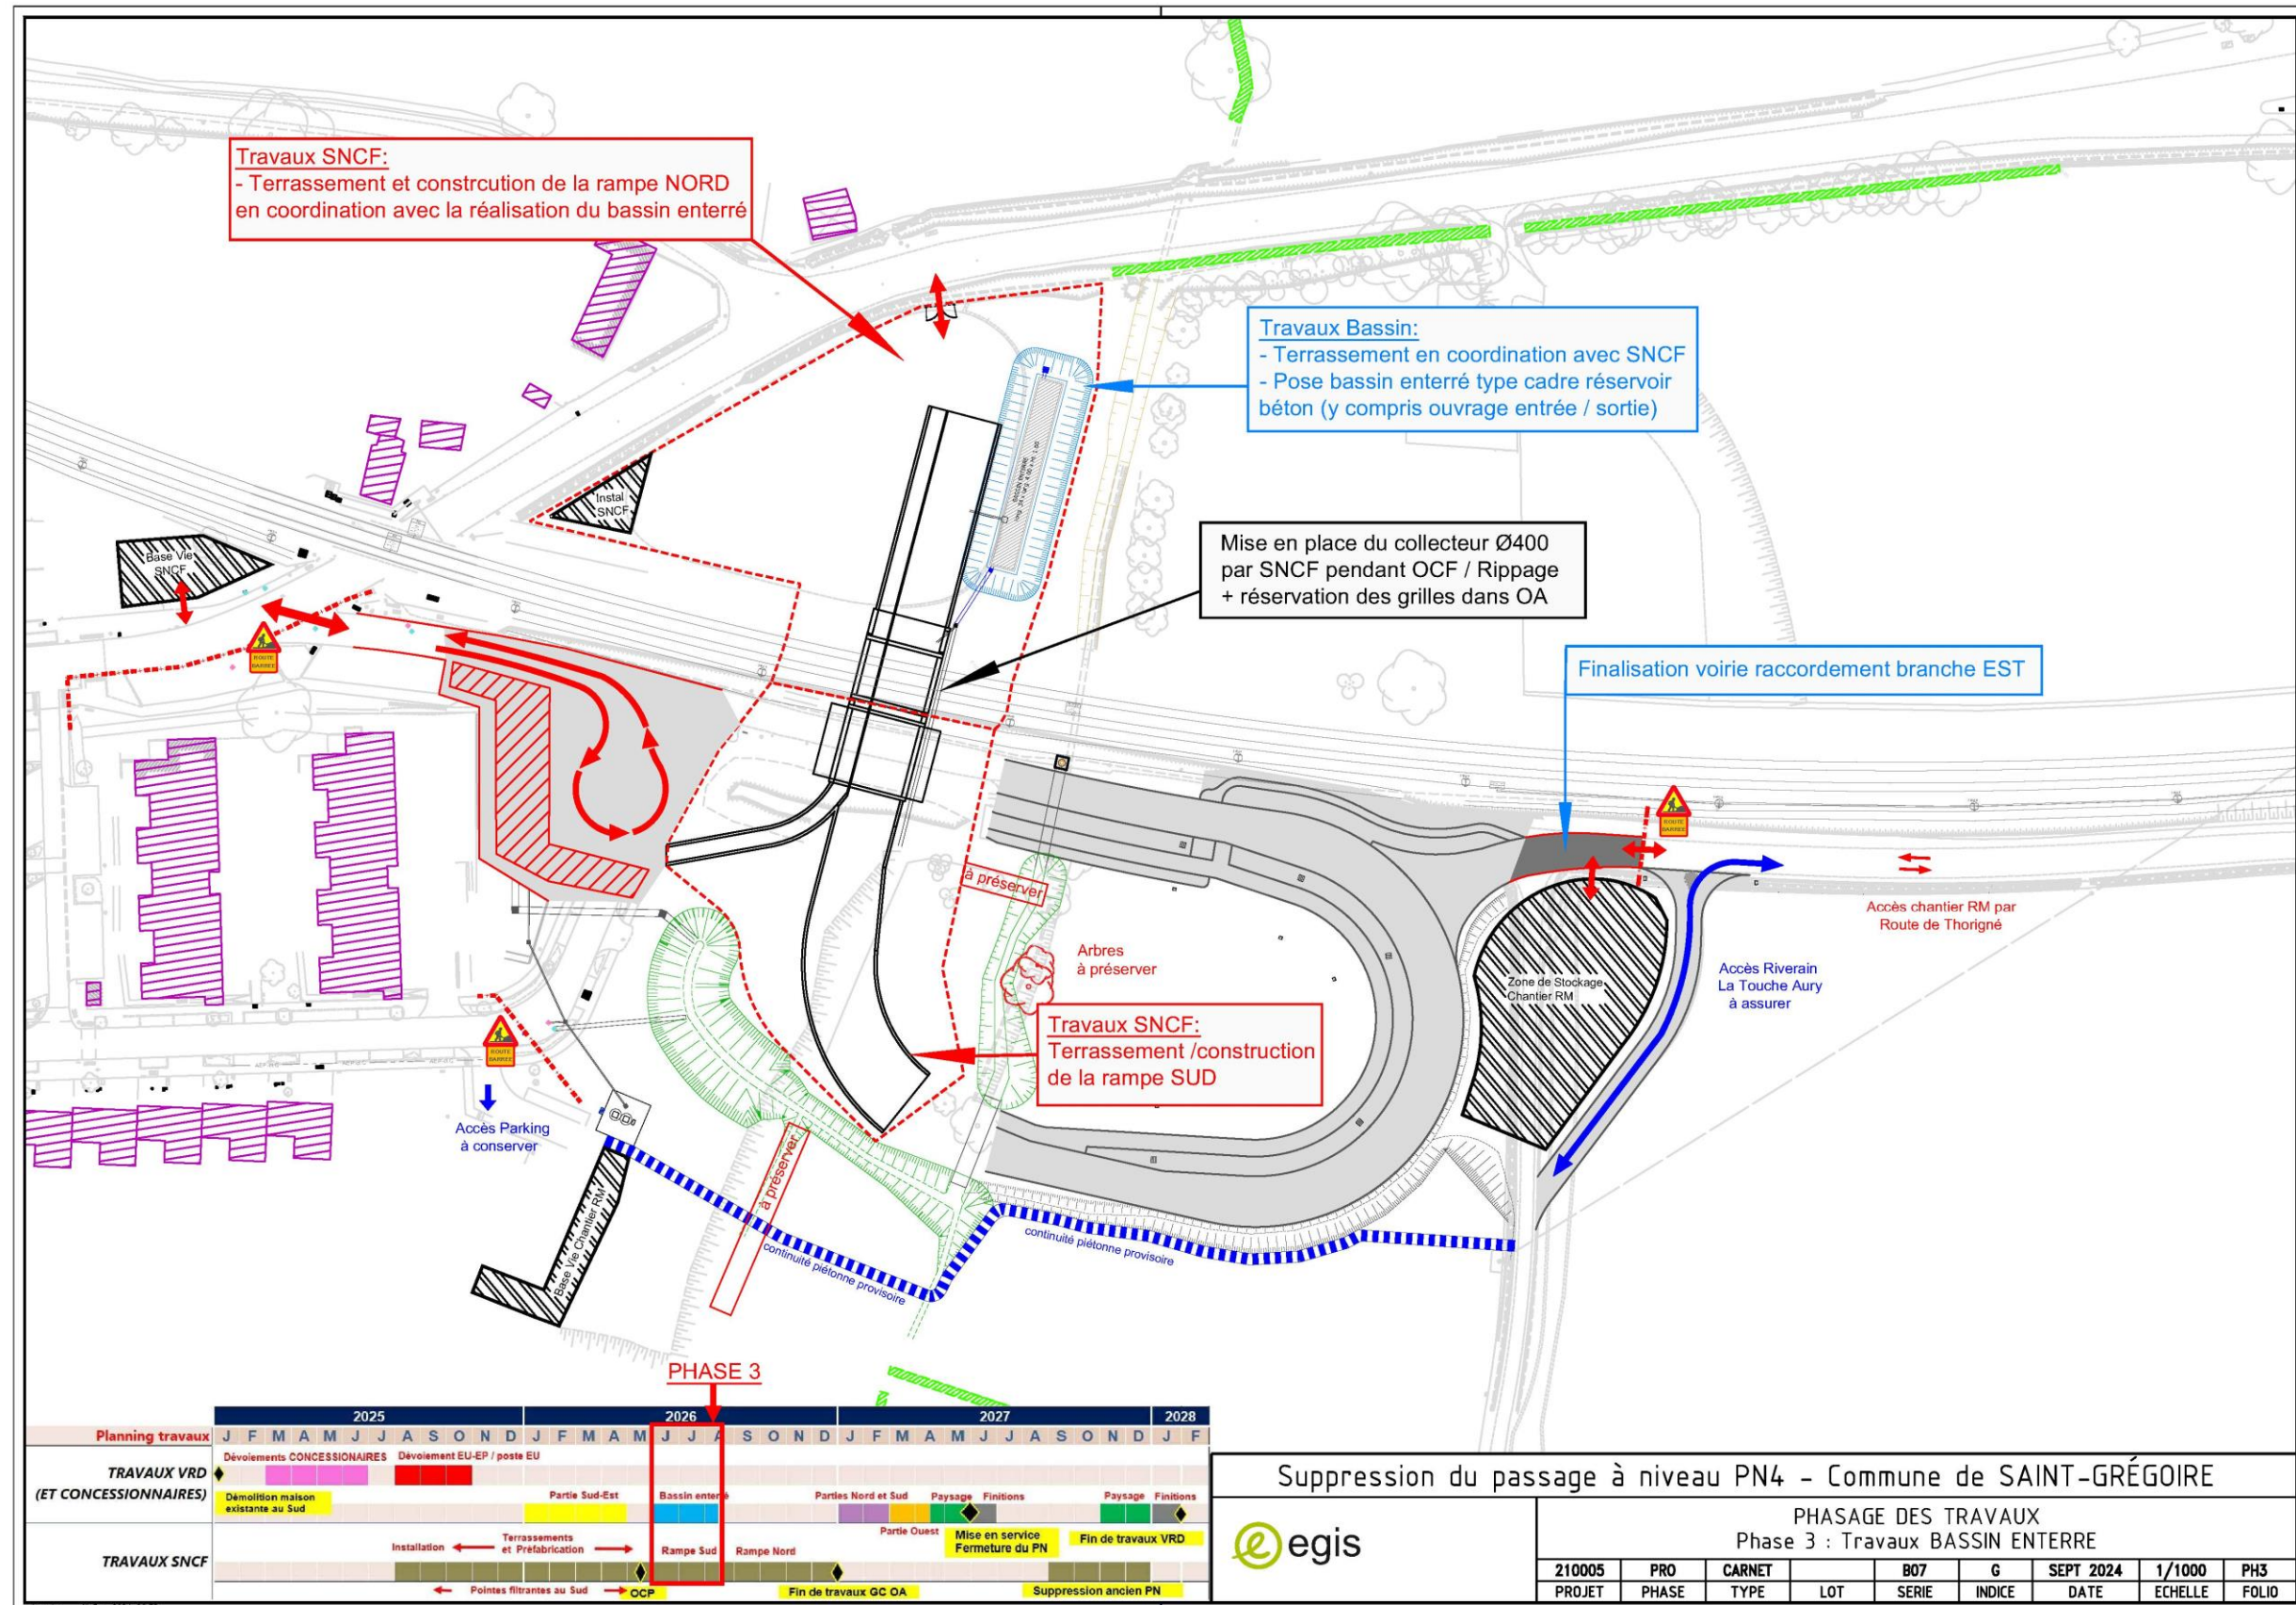 Travaux SNCF:
- Terrassement et constrcution de la rampe NORD
en coordination avec la réalisation du bassin enterré
Travaux Bassin:
- Terrassement en coordination avec SNCF
- Pose bassin enterré type cadre réservoir
béton (y compris ouvrage entrée / sortie)
Instal
SNCF
Base Vie
SNCF
Mise en place du collecteur Ø400
par SNCF pendant OCF / Rippage
+ réservation des grilles dans OA
ROUTE
BARREE
Finalisation voirie raccordement branche EST
ROUTE
BARREE
à préserver
Accès chantier RM par
Route de Thorigné
Arbres
à préserver
Accès Riverain
La Touche Aury
à assurer
Zone de Stockage
Chantier RM
Travaux SNCF:
Terrassement /construction
de la rampe SUD
ROUTE
BARREE
Accès Parking
à conserver
à préserver
Base Vie Chantier RM
continuité piétonne provisoire
continuité piétonne provisoire
PHASE 3
2025 2026 2027 2028
Planning travaux J F M A M J J A S O N D J F M A M J J A S O N D J F M A M J J A S O N D J F
Dévoiements CONCESSIONAIRES Dévoiement EU-EP / poste EU
TRAVAUX VRD
(ET CONCESSIONNAIRES)
Démolition maison
existante au Sud
Partie Sud-Est Bassin enterré Parties Nord et Sud Paysage Finitions Paysage Finitions
Partie Ouest
Mise en service
Fermeture du PN
Fin de travaux VRD
TRAVAUX SNCF
Installation
Terrassements
et Préfabrication
Rampe Sud Rampe Nord
Pointes filtrantes au Sud OCP Fin de travaux GC OA Suppression ancien PN
Suppression du passage à niveau PN4 - Commune de SAINT-GRÉGOIRE
egis
PHASAGE DES TRAVAUX
Phase 3 : Travaux BASSIN ENTERRE
210005 PRO CARNET B07 G SEPT 2024 1/1000 PH3
PROJET PHASE TYPE LOT SERIE INDICE DATE ECHELLE FOLIO